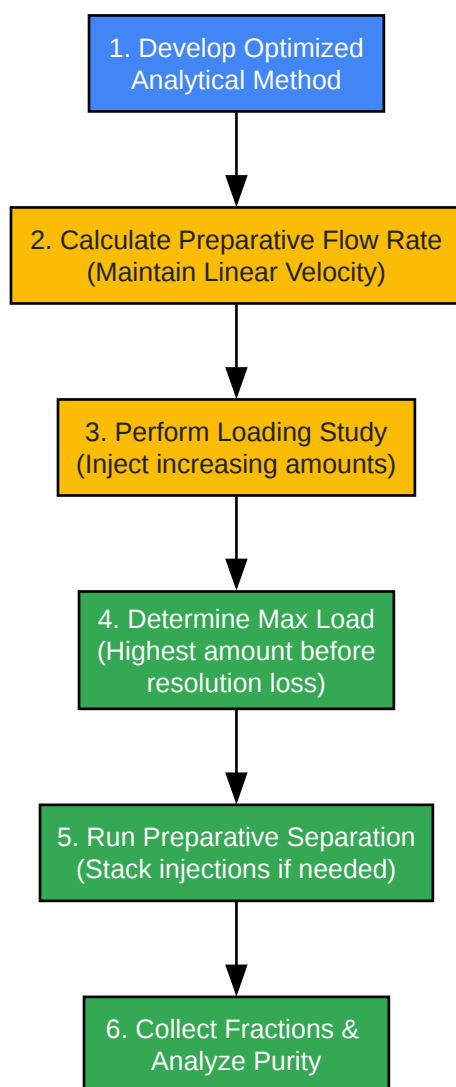 1. Develop Optimized
Analytical Method
2. Calculate Preparative Flow Rate
(Maintain Linear Velocity)
3. Perform Loading Study
(Inject increasing amounts)
4. Determine Max Load
(Highest amount before
resolution loss)
5. Run Preparative Separation
(Stack injections if needed)
6. Collect Fractions &
Analyze Purity